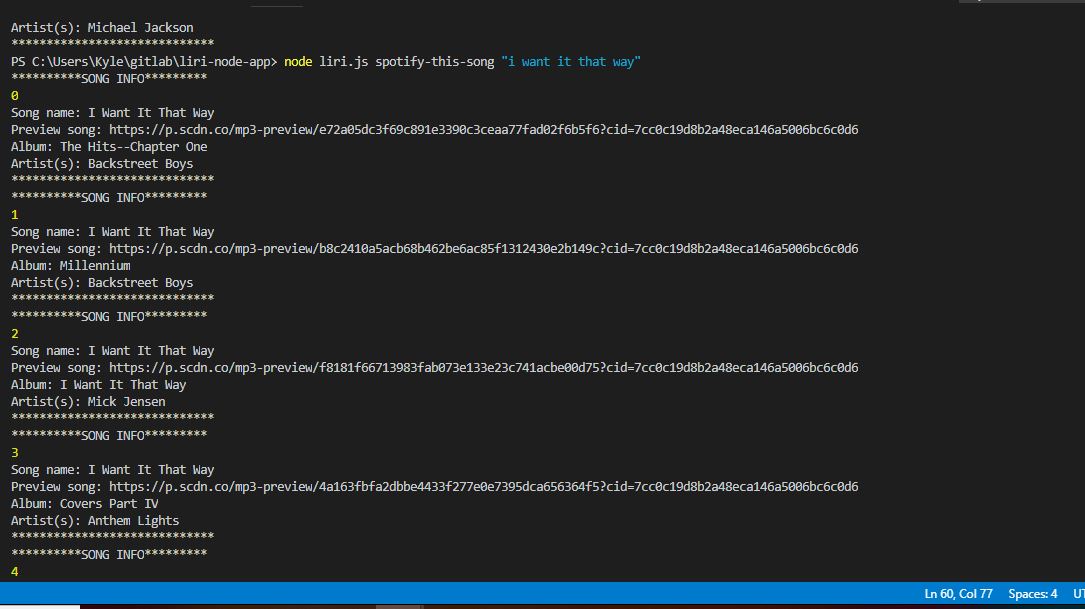 Artist(s): Michael Jackson
*****************************
PS C:\Users\Kyle\gitlab\liri-node-app> node liri.js spotify-this-song "i want it that way"
**********SONG INFO*********
0
Song name: I Want It That Way
Preview song: https://p.scdn.co/mp3-preview/e72a05dc3f69c891e3390c3ceaa77fad02f6b5f6?cid=7cc0c19d8b2a48eca146a5006bc6c0d6
Album: The Hits--Chapter One
Artist(s): Backstreet Boys
*****************************
**********SONG INFO*********
1
Song name: I Want It That Way
Preview song: https://p.scdn.co/mp3-preview/b8c2410a5acb68b462be6ac85f1312430e2b149c?cid=7cc0c19d8b2a48eca146a5006bc6c0d6
Album: Millennium
Artist(s): Backstreet Boys
*****************************
**********SONG INFO*********
2
Song name: I Want It That Way
Preview song: https://p.scdn.co/mp3-preview/f8181f66713983fab073e133e23c741acbe00d75?cid=7cc0c19d8b2a48eca146a5006bc6c0d6
Album: I Want It That Way
Artist(s): Mick Jensen
*****************************
**********SONG INFO*********
3
Song name: I Want It That Way
Preview song: https://p.scdn.co/mp3-preview/4a163fbfa2dbbe4433f277e0e7395dca656364f5?cid=7cc0c19d8b2a48eca146a5006bc6c0d6
Album: Covers Part IV
Artist(s): Anthem Lights
*****************************
**********SONG INFO*********
4
Ln 60, Col 77 Spaces: 4